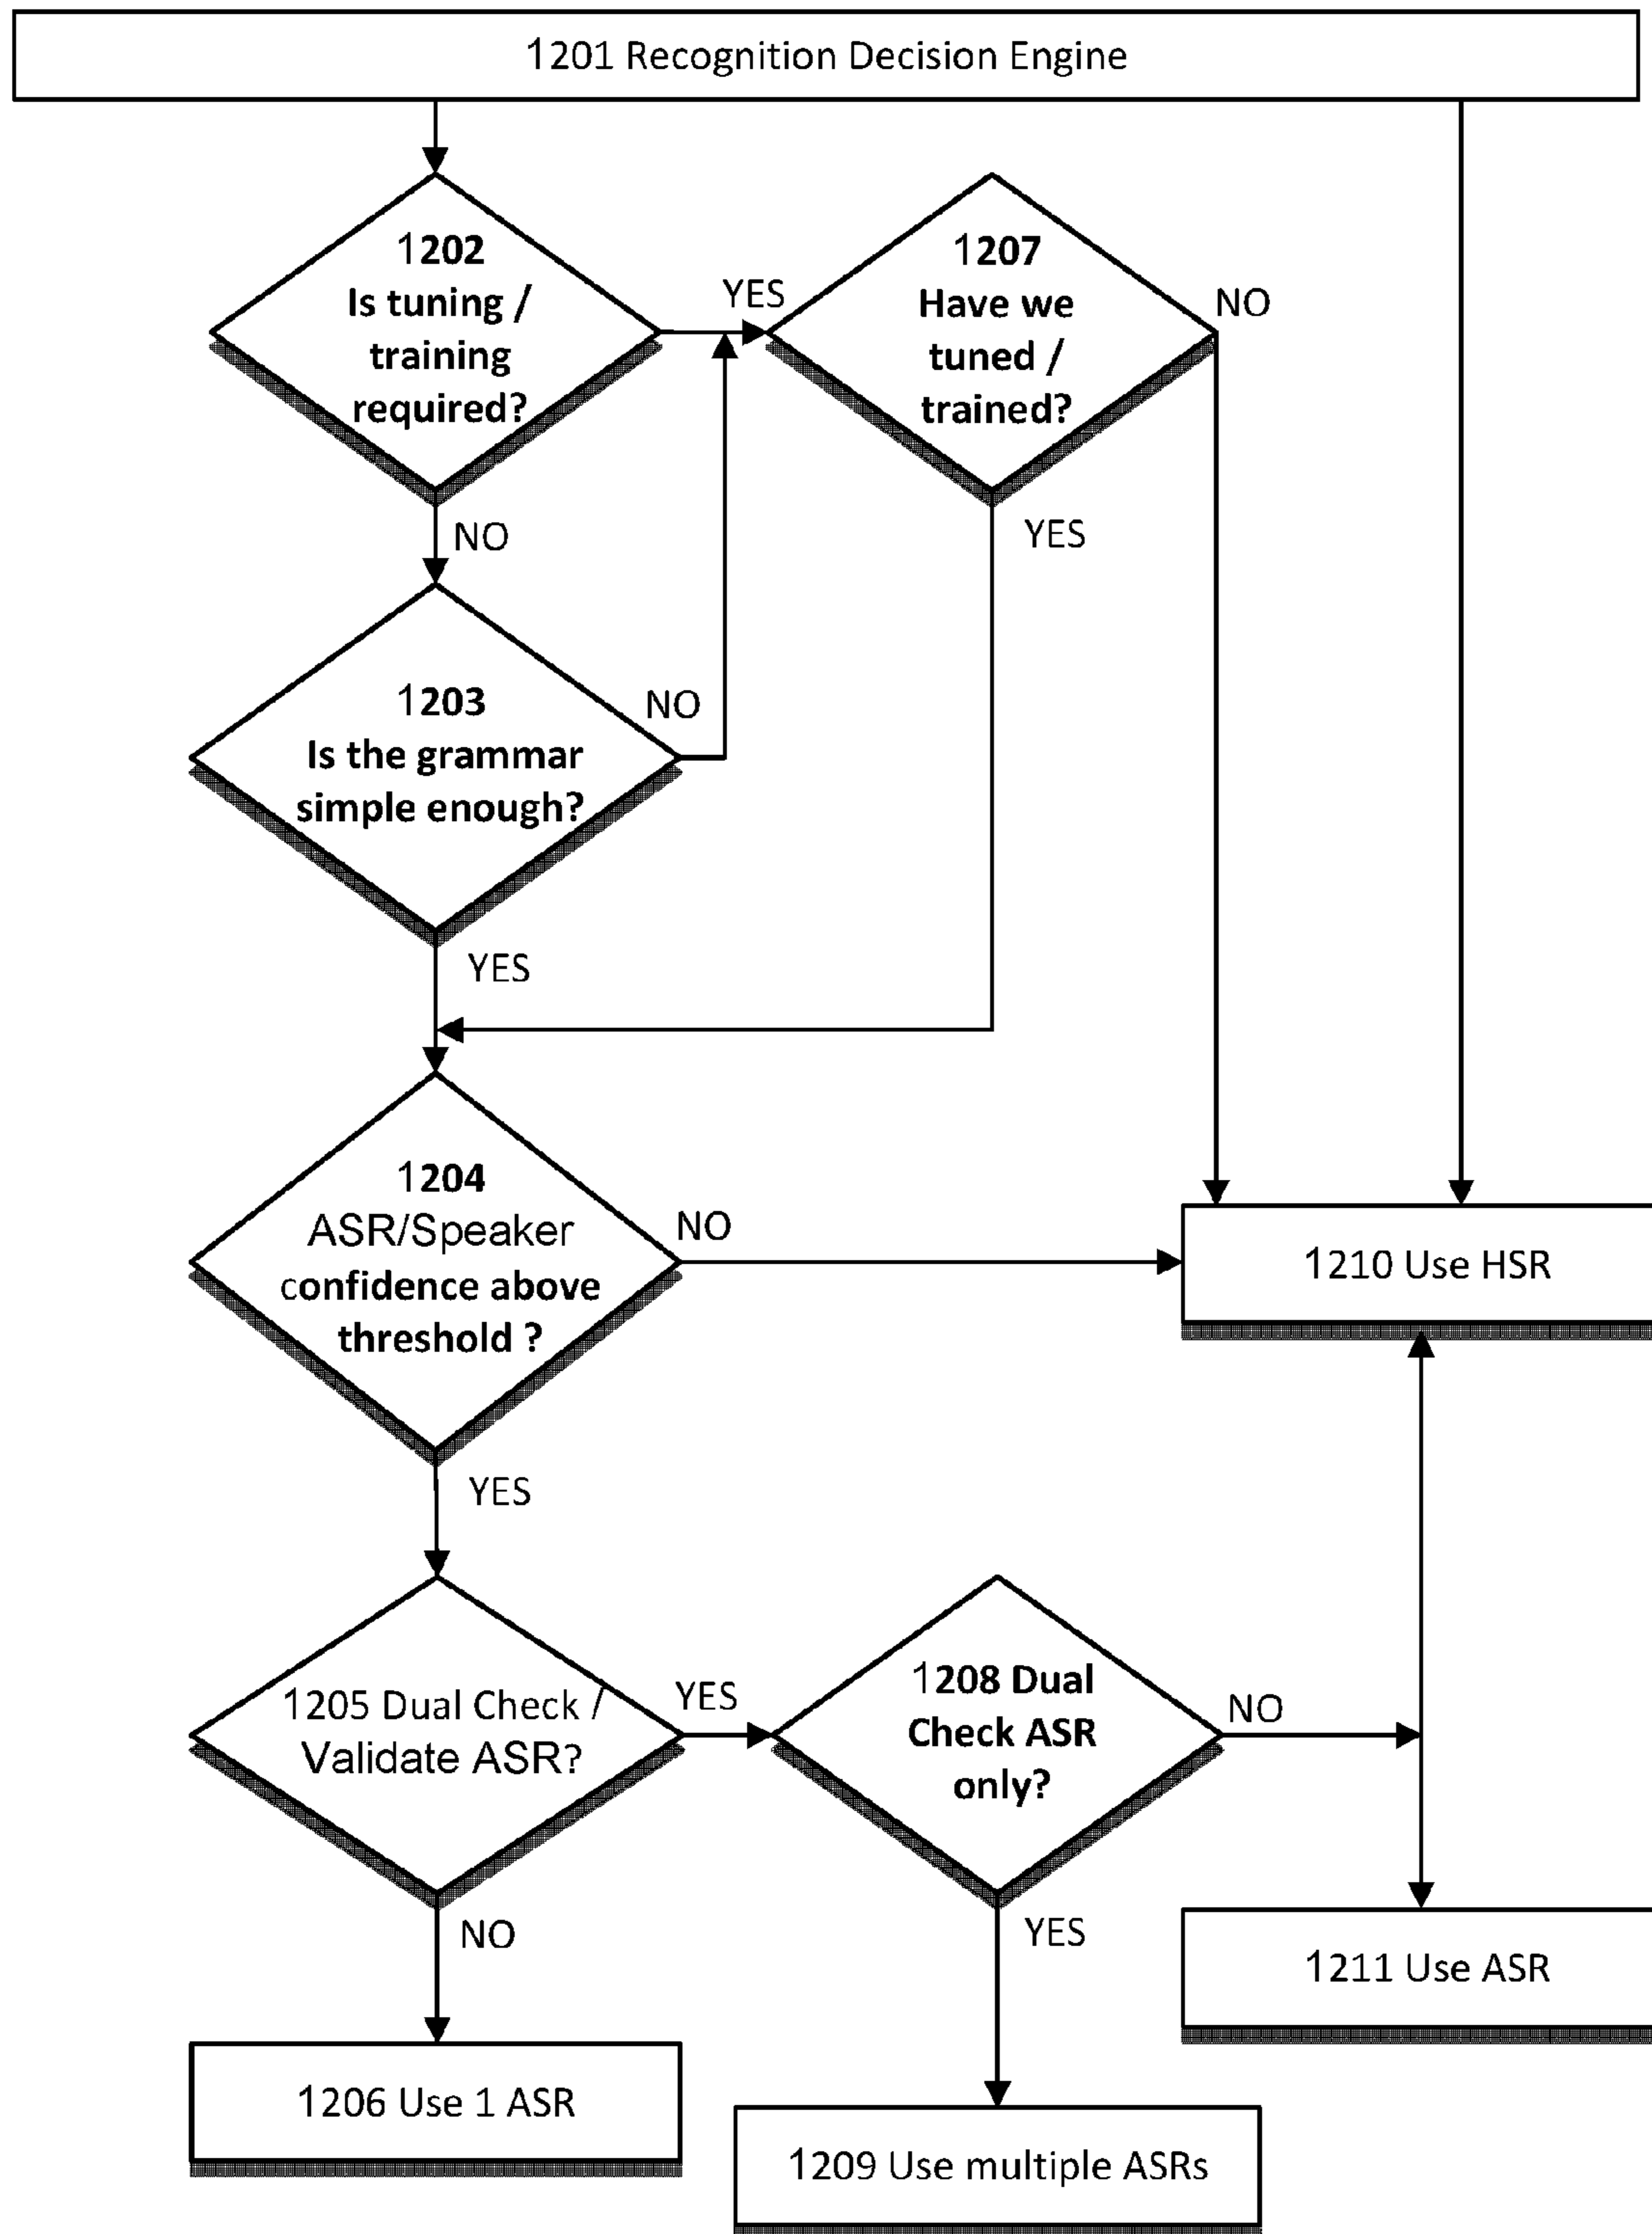 1201 Recognition Decision Engine
1202
Is tuning /
training
required?
YES
1207
Have we
tuned /
trained?
NO
NO
YES
1203
Is the grammar
simple enough?
NO
YES
1204
ASR/Speaker
confidence above
threshold ?
NO
1210 Use HSR
YES
1205 Dual Check /
Validate ASR?
YES
1208 Dual
Check ASR
only?
NO
NO
YES
1211 Use ASR
1206 Use 1 ASR
1209 Use multiple ASRs